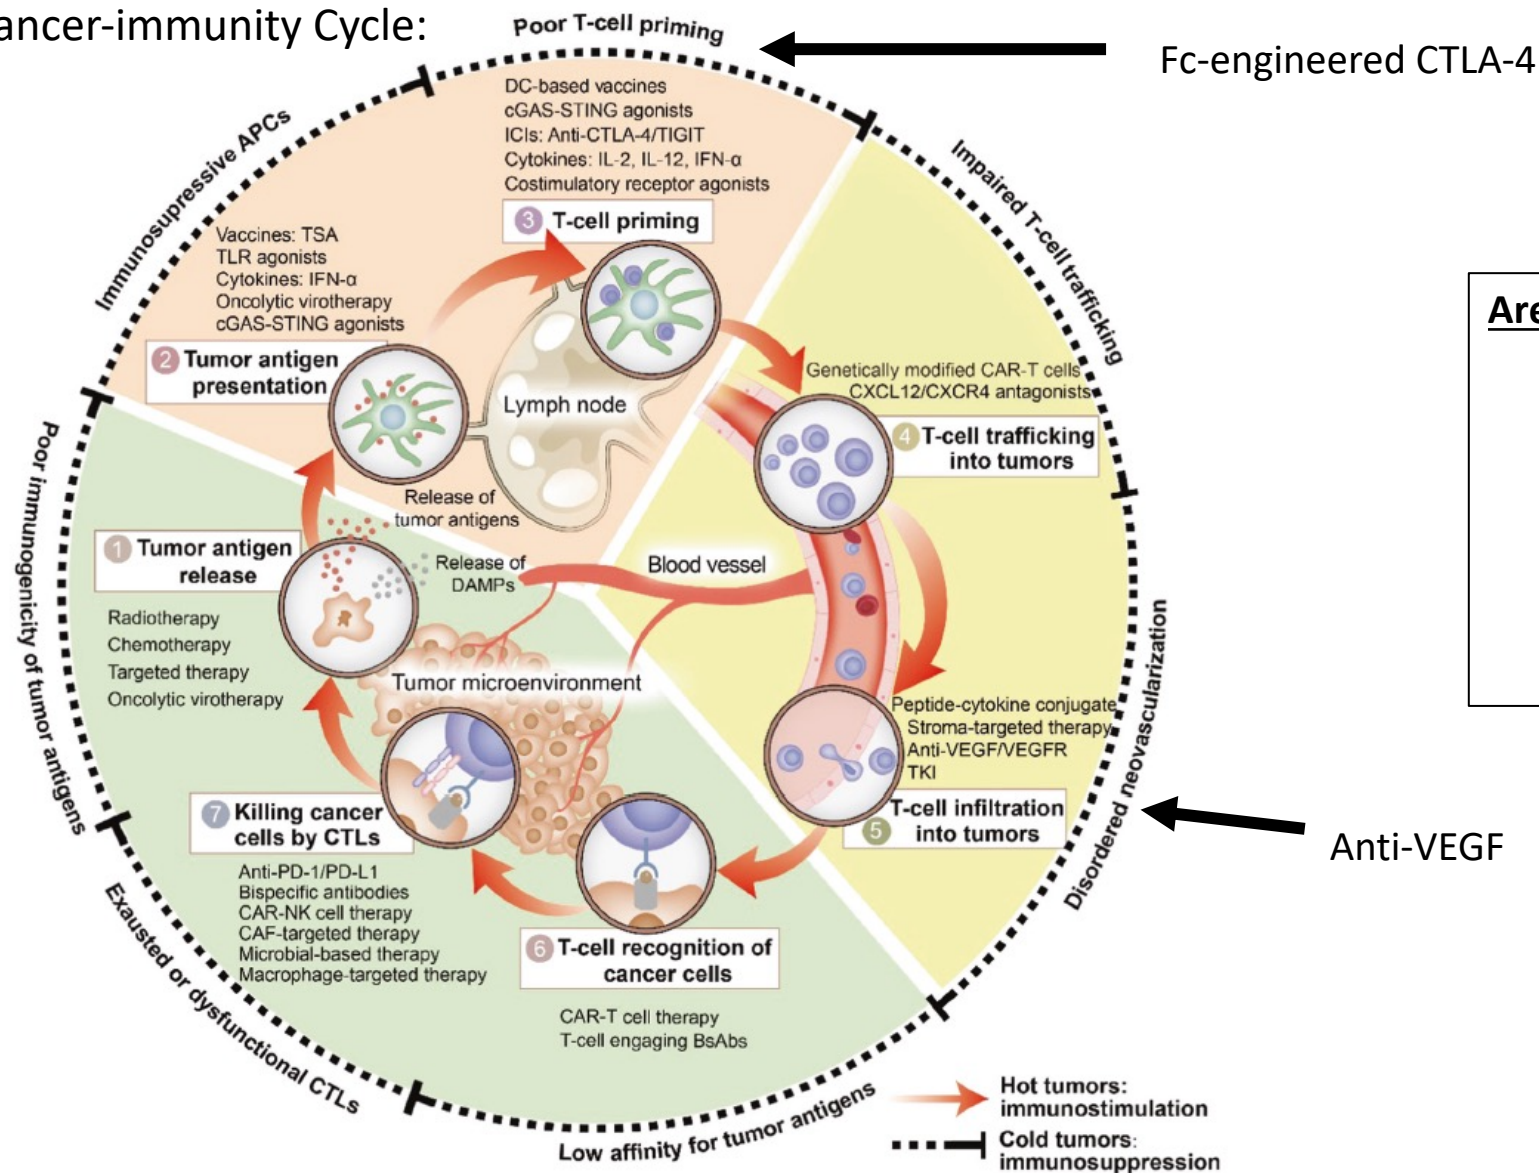 ancer-immunity Cycle:
Poor T-cell priming
Fc-engineered CTLA-4
Immunosupressive APCs
DC-based vaccines
cGAS-STING agonists
ICIs: Anti-CTLA-4/TIGIT
Cytokines: IL-2, IL-12, IFN-α
Costimulatory receptor agonists
3 T-cell priming
Impaired T-cell trafficking
Vaccines: TSA
TLR agonists
Cytokines: IFN-α
Oncolytic virotherapy
cGAS-STING agonists
2 Tumor antigen
presentation
Lymph node
Genetically modified CAR-T cells
CXCL12/CXCR4 antagonists
4 T-cell trafficking
into tumors
Are
Poor immunogenicity of tumor antigens
Release of
tumor antigens
1 Tumor antigen
release
Release of
DAMPs
Blood vessel
Radiotherapy
Chemotherapy
Targeted therapy
Oncolytic virotherapy
Tumor microenvironment
Peptide-cytokine conjugate
Stroma-targeted therapy
Anti-VEGF/VEGFR
TKI
T-cell infiltration
5 into tumors
Disordered neovascularization
Anti-VEGF
7 Killing cancer
cells by CTLs
Anti-PD-1/PD-L1
Bispecific antibodies
CAR-NK cell therapy
CAF-targeted therapy
Microbial-based therapy
Macrophage-targeted therapy
6 T-cell recognition of
cancer cells
CAR-T cell therapy
T-cell engaging BsAbs
Exausted or dysfunctional CTLs
Low affinity for tumor antigens
Hot tumors:
immunostimulation
Cold tumors:
immunosuppression